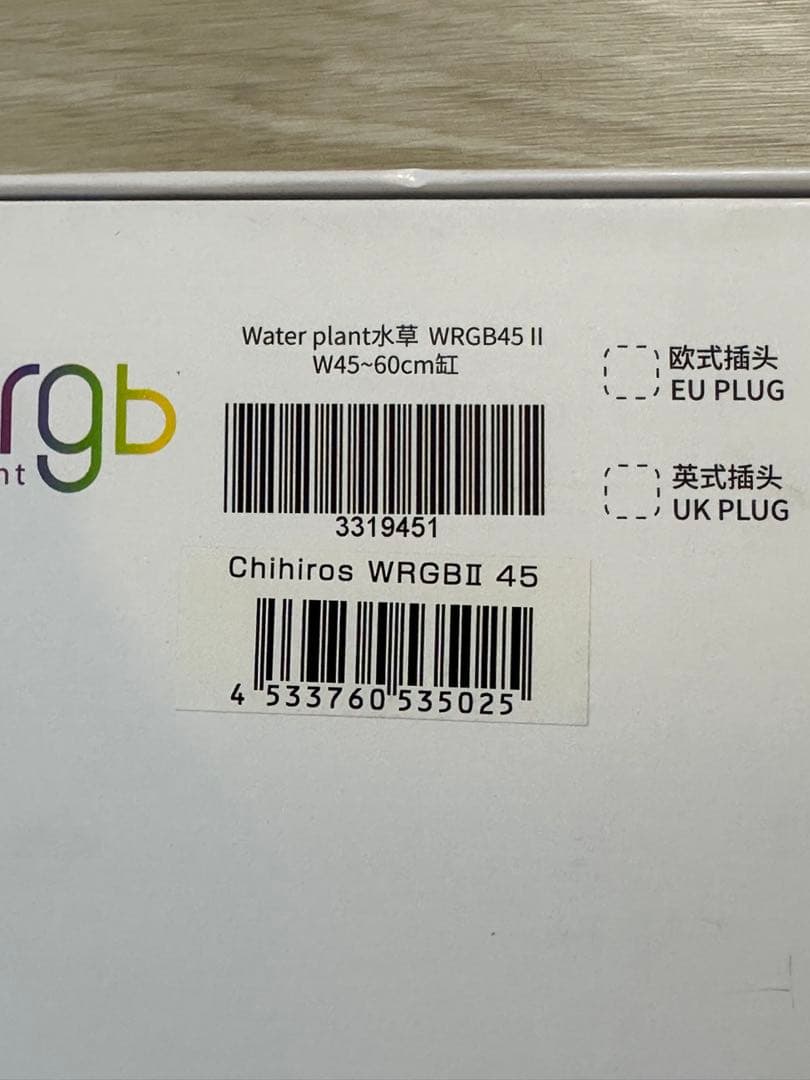 rgb
nt
Water plant水草 WRGB45 II
W45~60cm缸
3319451
Chihiros WRGBⅡ 45
4 533760 535025
欧式插头
EU PLUG
英式插头
UK PLUG